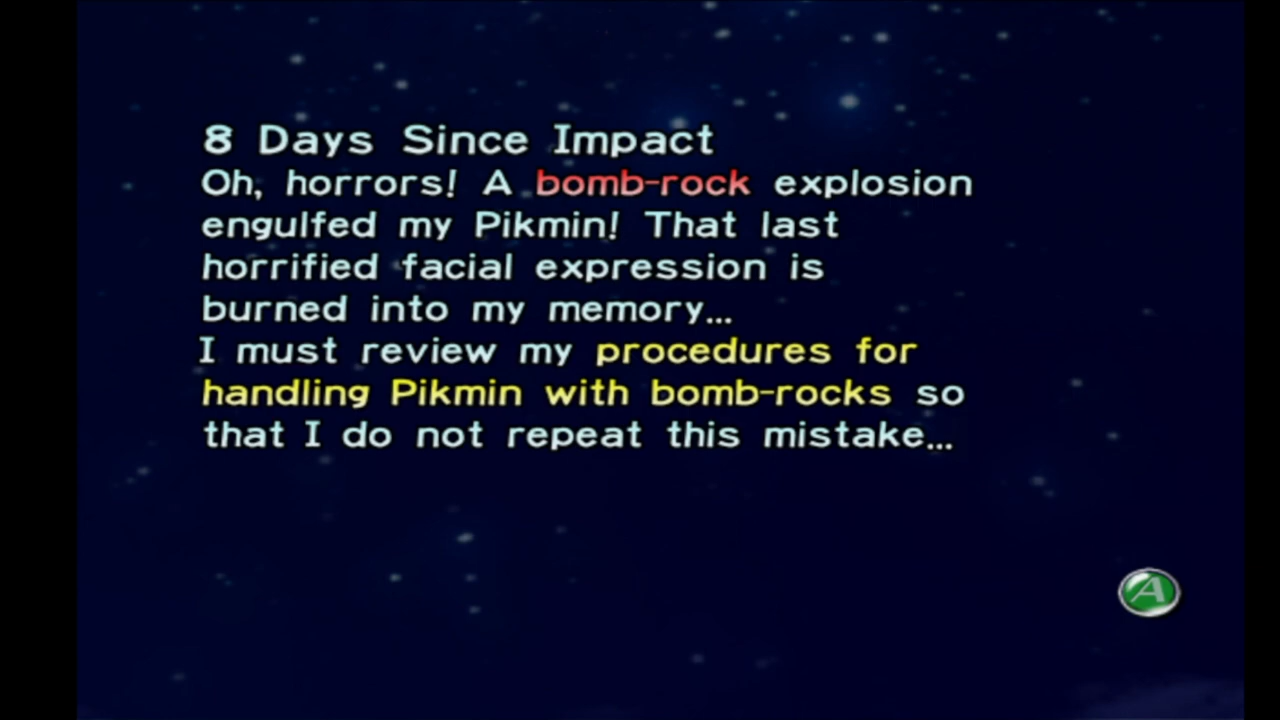 8 Days Since Impact
Oh, horrors! A bomb-rock explosion
engulfed my Pikmin! That last
horrified facial expression is
burned into my memory...
I must review my procedures for
handling Pikmin with bomb-rocks so
that I do not repeat this mistake...
A